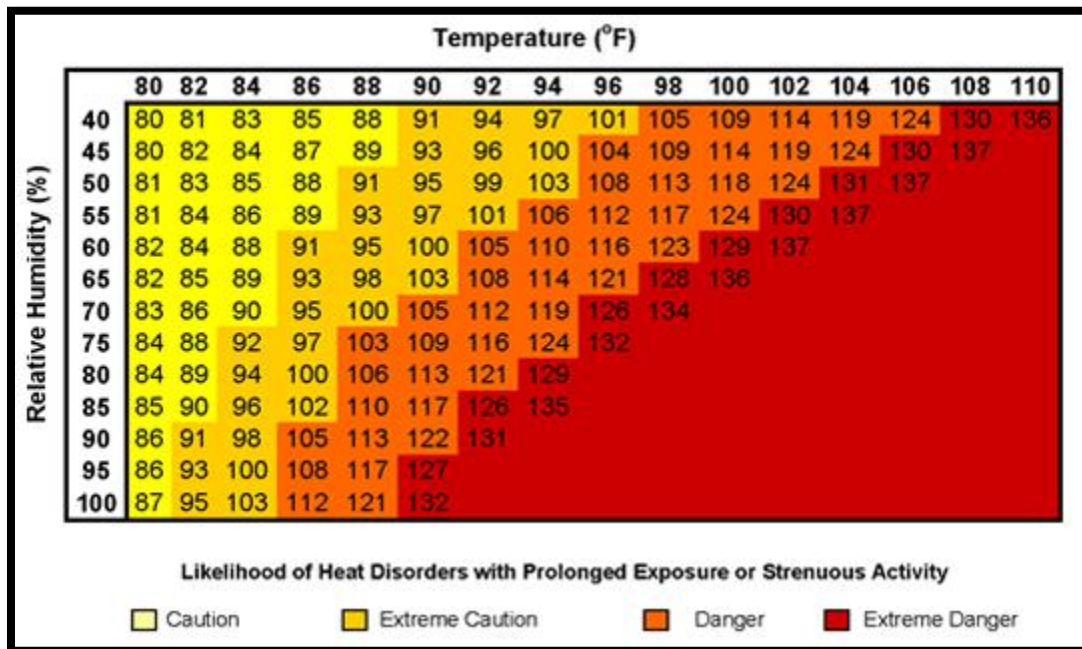 Temperature (°F)
80 82 84 86 88 90 92 94 96 98 100 102 104 106 108 110
Relative Humidity (%)
40 80 81 83 85 88 91 94 97 101 105 109 114 119 124 130 136
45 80 82 84 87 89 93 96 100 104 109 114 119 124 130 137
50 81 83 85 88 91 95 99 103 108 113 118 124 131 137
55 81 84 86 89 93 97 101 106 112 117 124 130 137
60 82 84 88 91 95 100 105 110 116 123 129 137
65 82 85 89 93 98 103 108 114 121 128 136
70 83 86 90 95 100 105 112 119 126 134
75 84 88 92 97 103 109 116 124 132
80 84 89 94 100 106 113 121 129
85 85 90 96 102 110 117 126 135
90 86 91 98 105 113 122 131
95 86 93 100 108 117 127
100 87 95 103 112 121 132
Likelihood of Heat Disorders with Prolonged Exposure or Strenuous Activity
Caution Extreme Caution Danger Extreme Danger